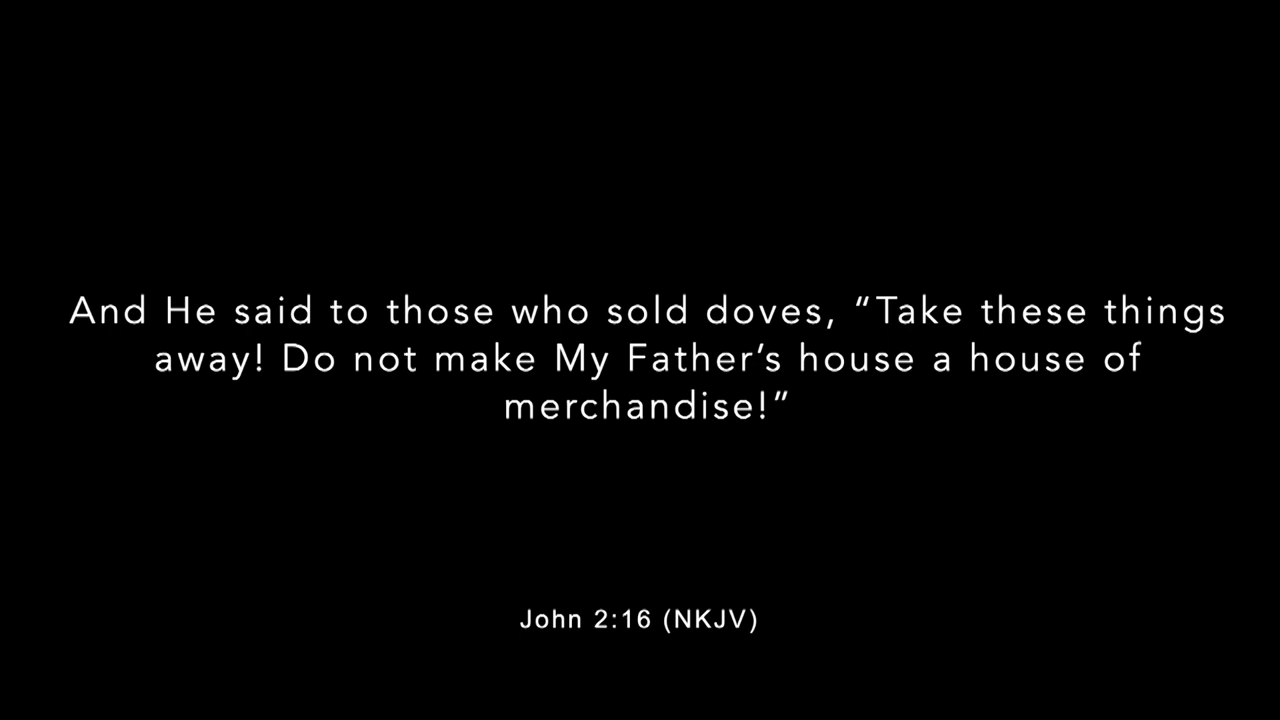 And He said to those who sold doves, “Take these things
away! Do not make My Father’s house a house of
merchandise!”
John 2:16 (NKJV)